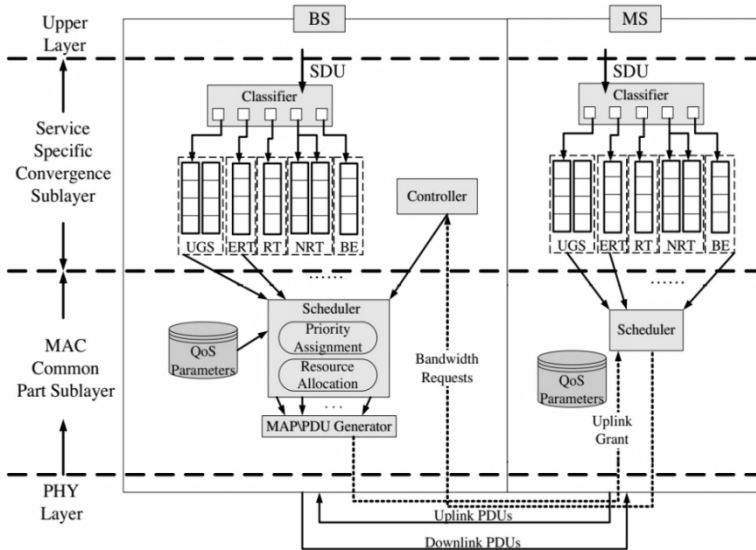 Upper
Layer
BS
MS
SDU
SDU
Classifier
Classifier
Service
Specific
Convergence
Sublayer
UGS
ERT
RT
NRT
BE
Controller
UGS
ERT
RT
NRT
BE
......
......
MAC
Common
Part Sublayer
Scheduler
Priority
Assignment
Resource
Allocation
QoS
Parameters
...
MAP\PDU Generator
Bandwidth
Requests
Scheduler
QoS
Parameters
Uplink
Grant
PHY
Layer
Uplink PDUs
Downlink PDUs